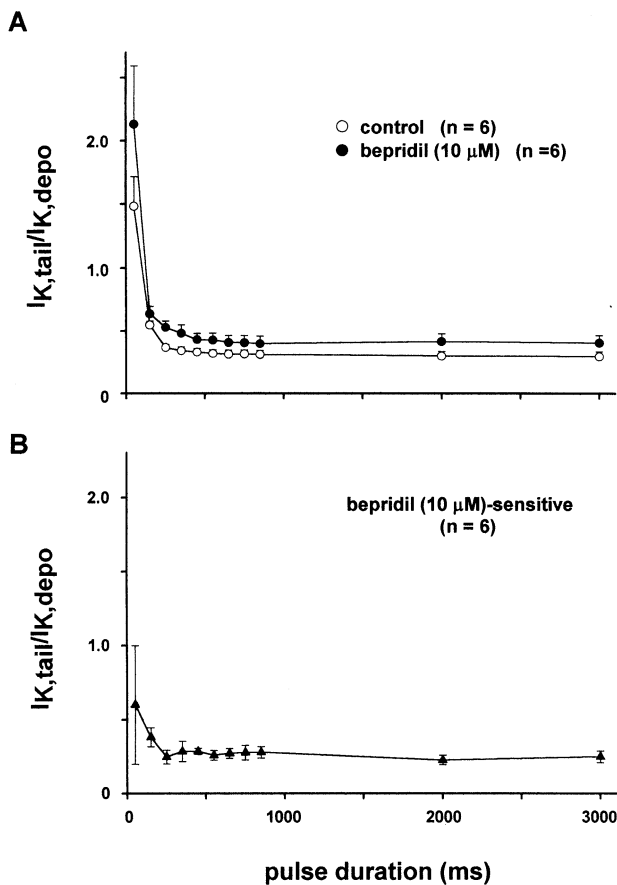 A
2.0
1.0
0
IK,tail/IK,depo
control (n = 6)
bepridil (10 μM) (n =6)
B
2.0
1.0
0
IK,tail/IK,depo
bepridil (10 μM)-sensitive
(n = 6)
0 1000 2000 3000
pulse duration (ms)